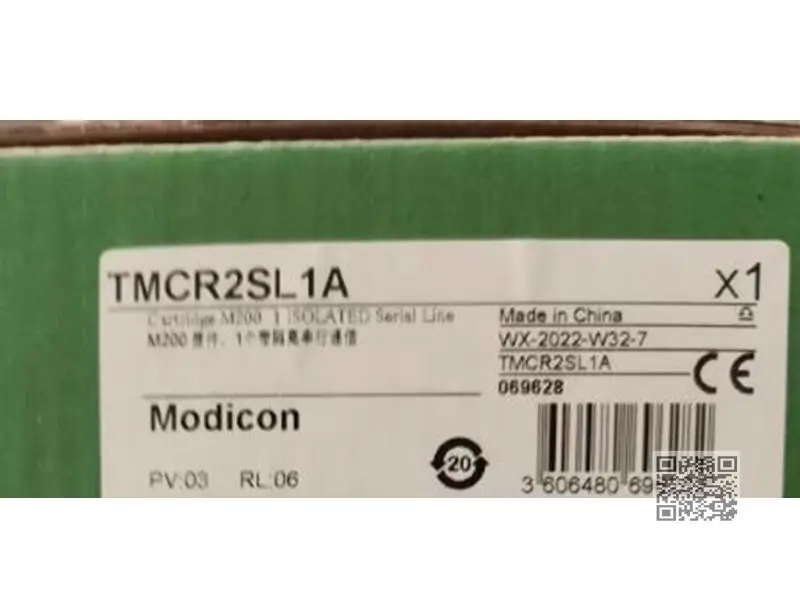 TMCR2SL1A x1
Cartridge M200 1 ISOLATED Serial Line
M200 扩件, 1个带隔离串行通信
Made in China
WX-2022-W32-7
TMCR2SL1A
069628
CE
Modicon
20
PV:03 RL:06
3 606480 69